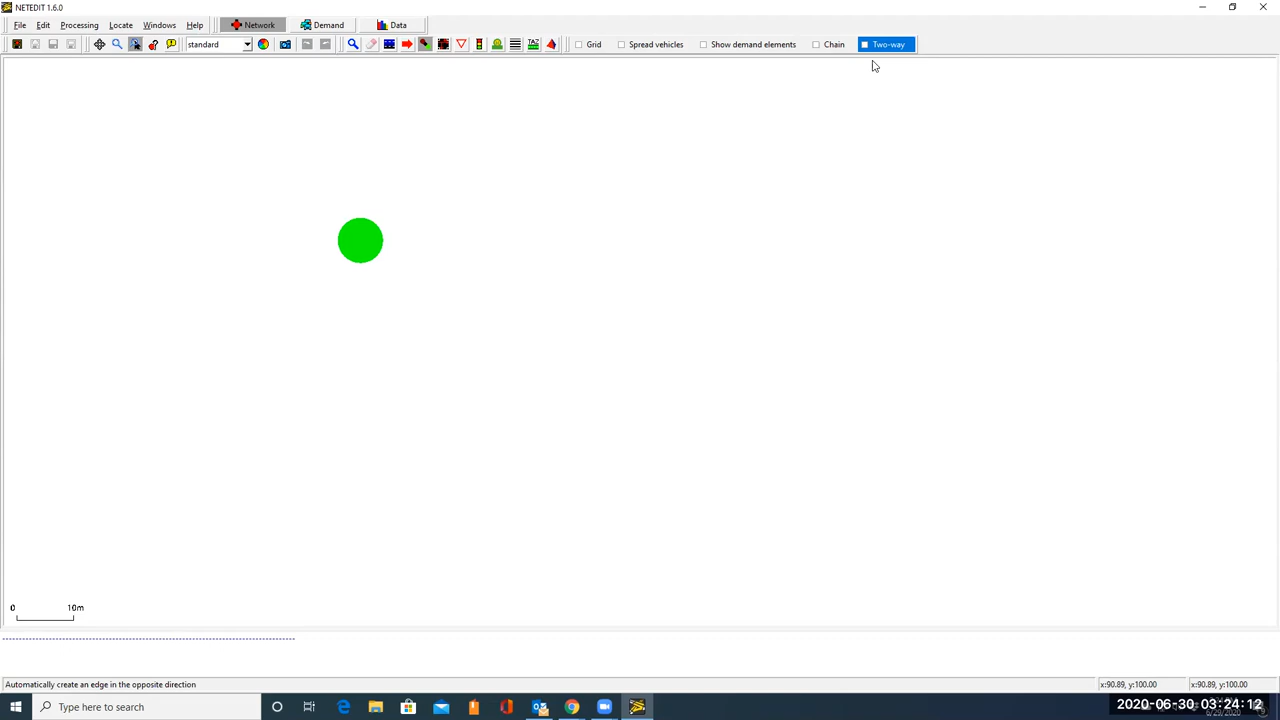 NETEDIT 1.6.0
File Edit Processing Locate Windows Help Network Demand Data
standard TAZ Grid Spread vehicles Show demand elements Chain Two-way
0 10m
Automatically create an edge in the opposite direction x:90.89, y:100.00 x:90.89, y:100.00
Type here to search 2020-06-30 03:24:12